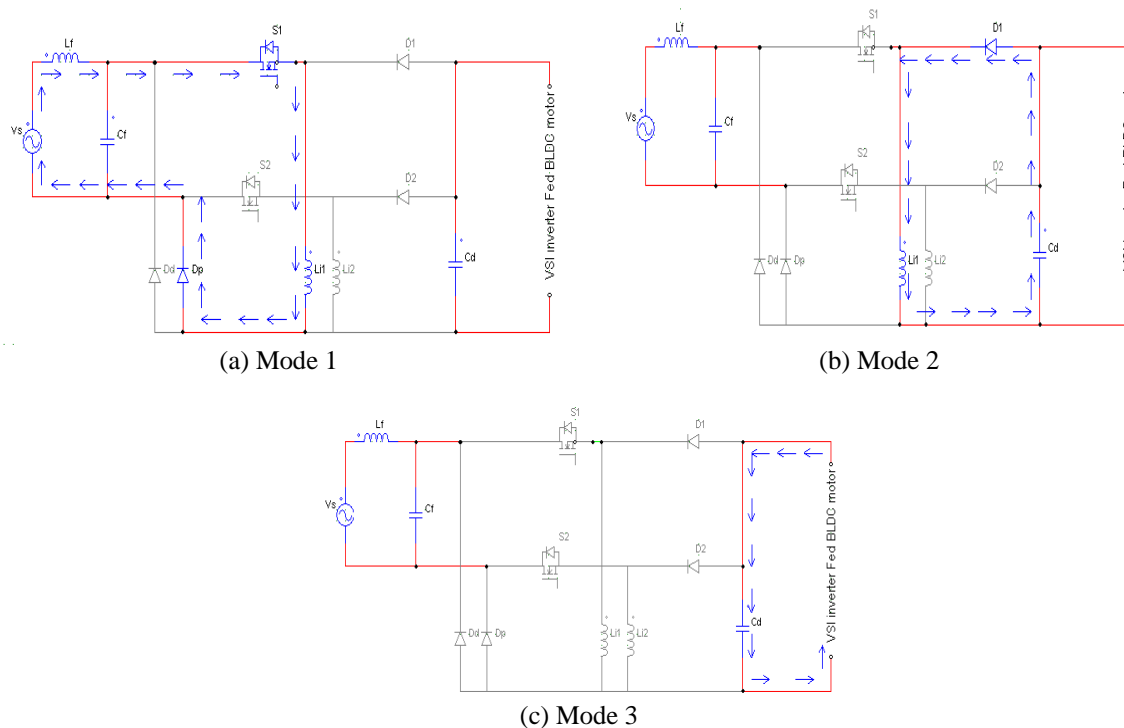 S1
Lf
D1
Vs
Cf
S2
D2
Cd
Dd
Dp
Li1
Li2
VSI inverter Fed BLDC motor
(a) Mode 1
S1
Lf
D1
Vs
Cf
S2
D2
Cd
Dd
Dp
Li1
Li2
(b) Mode 2
S1
Lf
D1
Vs
Cf
S2
D2
Cd
Dd
Dp
Li1
Li2
VSI inverter Fed BLDC motor
(c) Mode 3